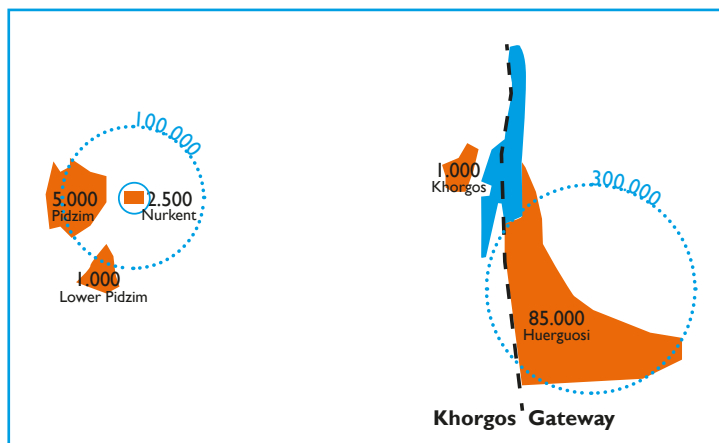 100.000
5.000
Pidzim
2.500
Nurkent
1.000
Lower Pidzim
1.000
Khorgos
300.000
85.000
Huerguosi
Khorgos Gateway